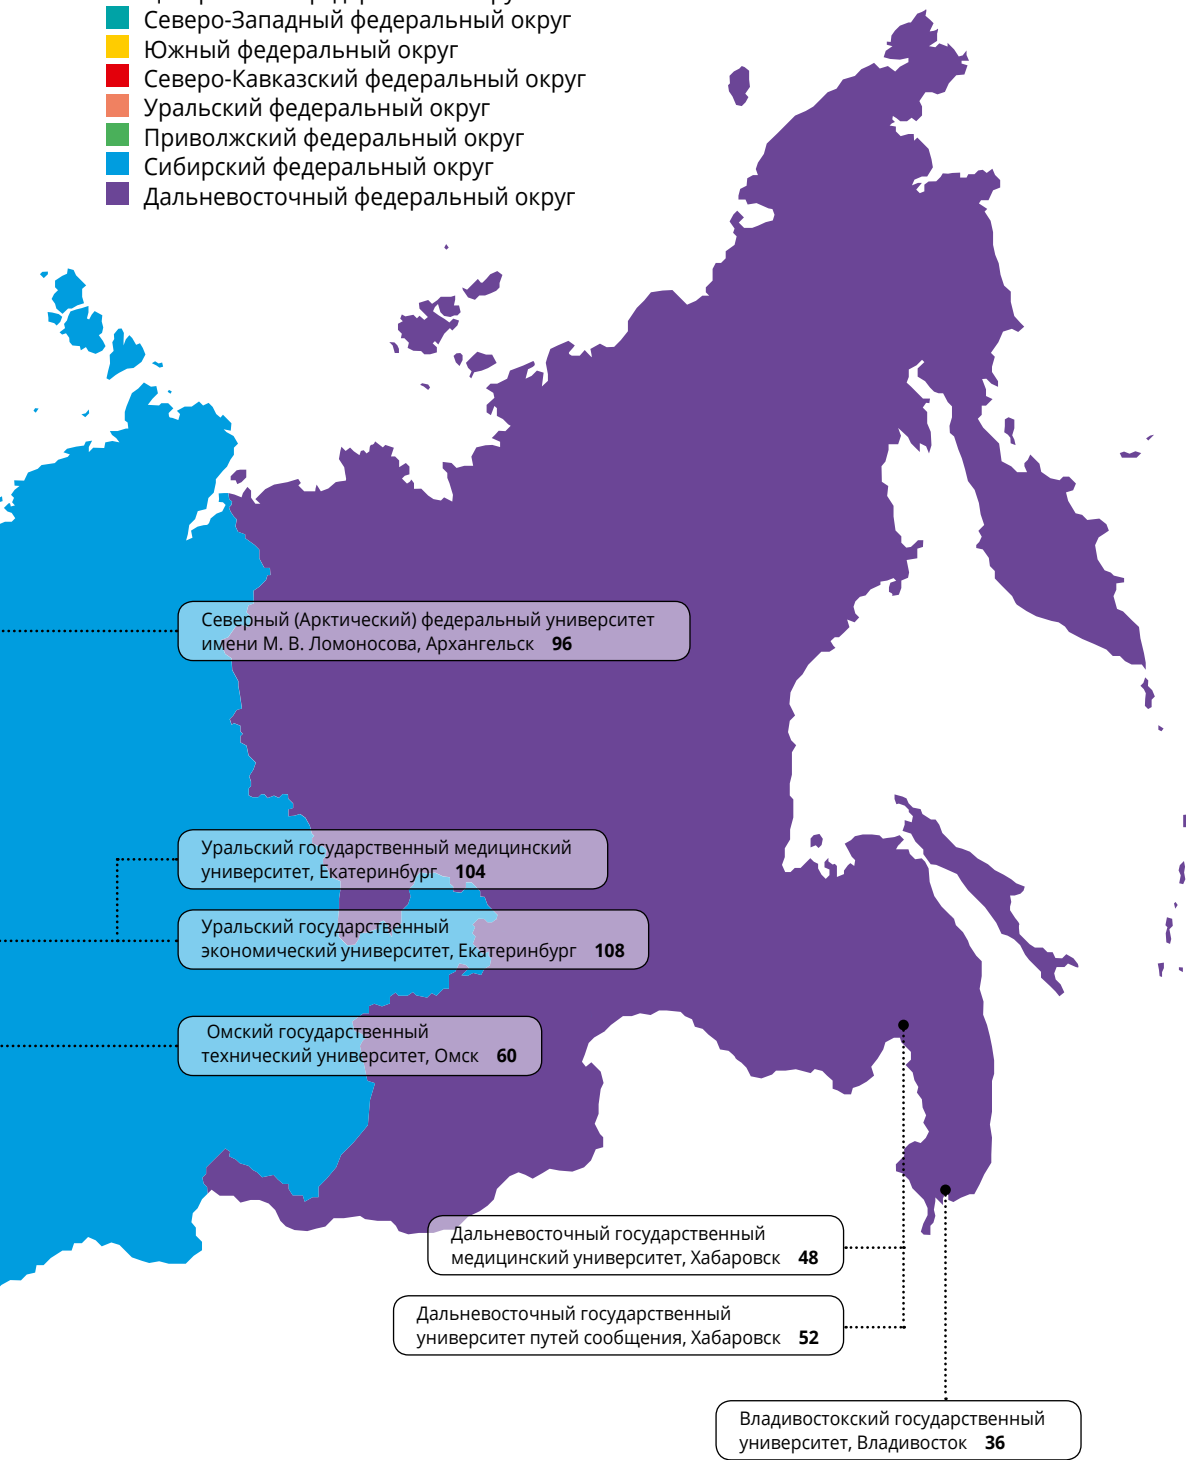 Северо-Западный федеральный округ
Южный федеральный округ
Северо-Кавказский федеральный округ
Уральский федеральный округ
Приволжский федеральный округ
Сибирский федеральный округ
Дальневосточный федеральный округ
Северный (Арктический) федеральный университет
имени М. В. Ломоносова, Архангельск 96
Уральский государственный медицинский
университет, Екатеринбург 104
Уральский государственный
экономический университет, Екатеринбург 108
Омский государственный
технический университет, Омск 60
Дальневосточный государственный
медицинский университет, Хабаровск 48
Дальневосточный государственный
университет путей сообщения, Хабаровск 52
Владивостокский государственный
университет, Владивосток 36